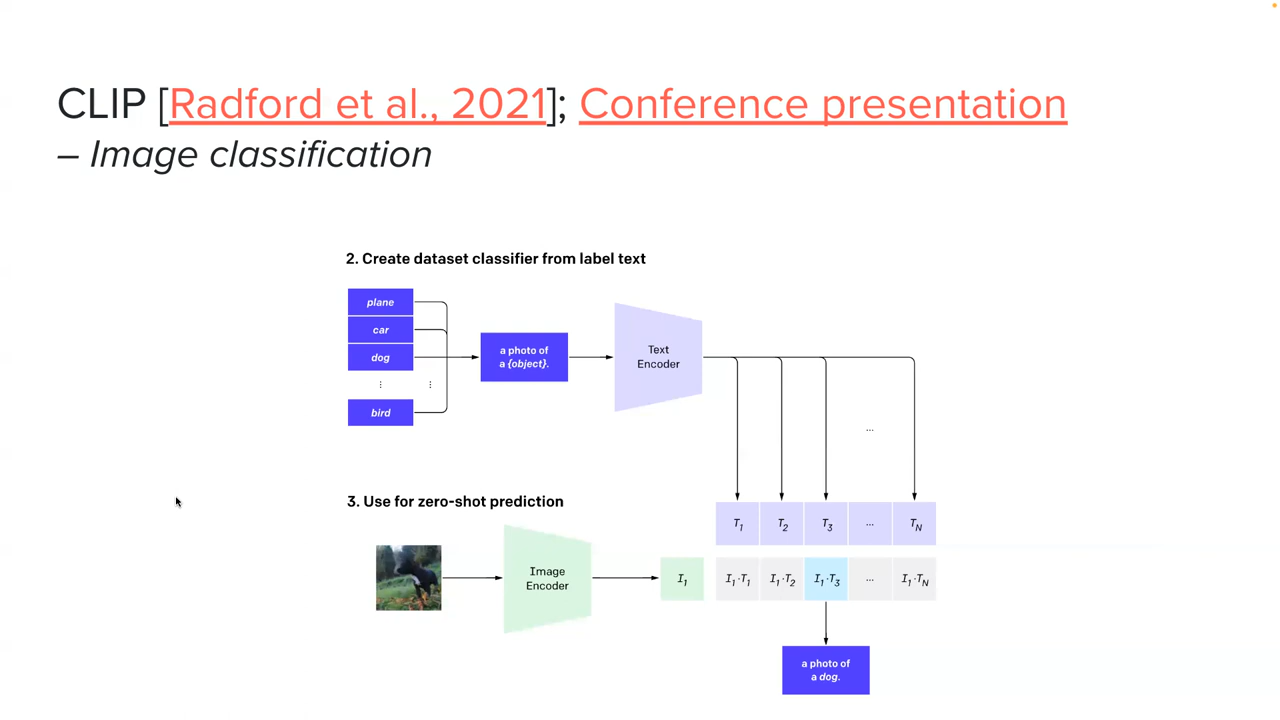 CLIP [Radford et al., 2021]; Conference presentation
– Image classification
2. Create dataset classifier from label text
plane
car
dog
⋮ ⋮
bird
a photo of
a {object}.
Text
Encoder
...
3. Use for zero-shot prediction
Image
Encoder
I₁
T₁ T₂ T₃ ... T_N
I₁·T₁ I₁·T₂ I₁·T₃ ... I₁·T_N
a photo of
a dog.